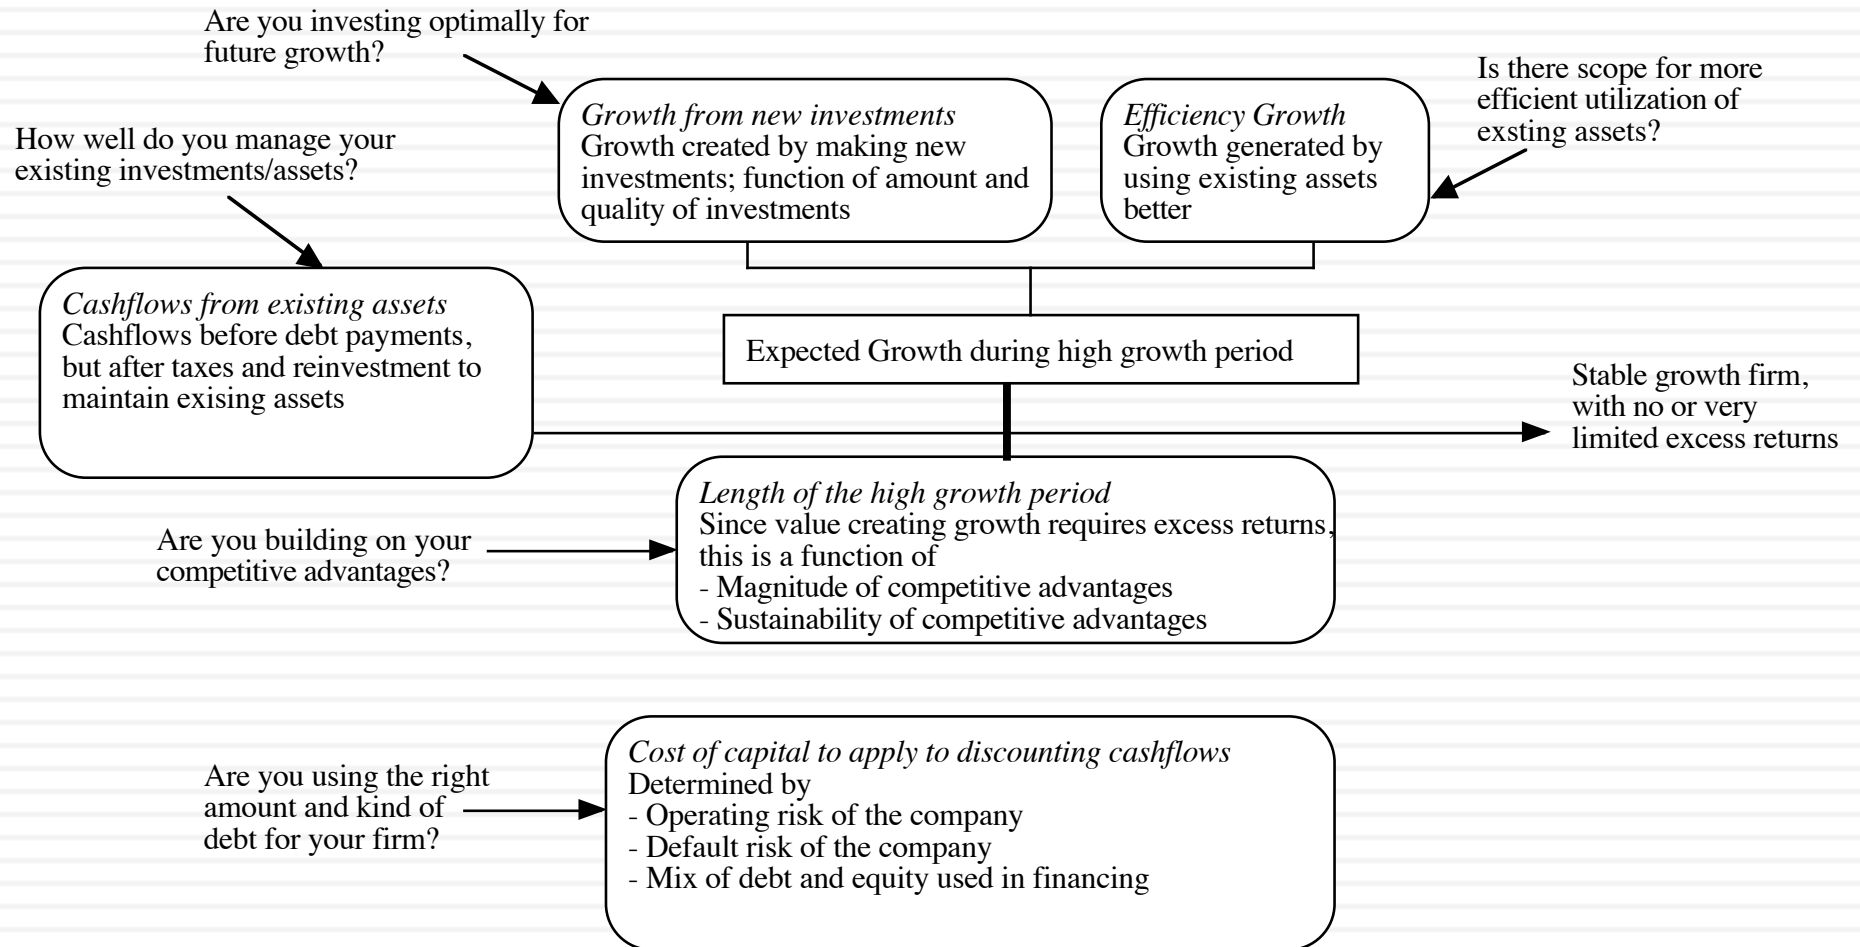 Are you investing optimally for
future growth?
Is there scope for more
efficient utilization of
exsting assets?
Growth from new investments
Growth created by making new
investments; function of amount and
quality of investments
Efficiency Growth
Growth generated by
using existing assets
better
How well do you manage your
existing investments/assets?
Cashflows from existing assets
Cashflows before debt payments,
but after taxes and reinvestment to
maintain exising assets
Expected Growth during high growth period
Stable growth firm,
with no or very
limited excess returns
Length of the high growth period
Since value creating growth requires excess returns,
this is a function of
- Magnitude of competitive advantages
- Sustainability of competitive advantages
Are you building on your
competitive advantages?
Cost of capital to apply to discounting cashflows
Determined by
- Operating risk of the company
- Default risk of the company
- Mix of debt and equity used in financing
Are you using the right
amount and kind of
debt for your firm?